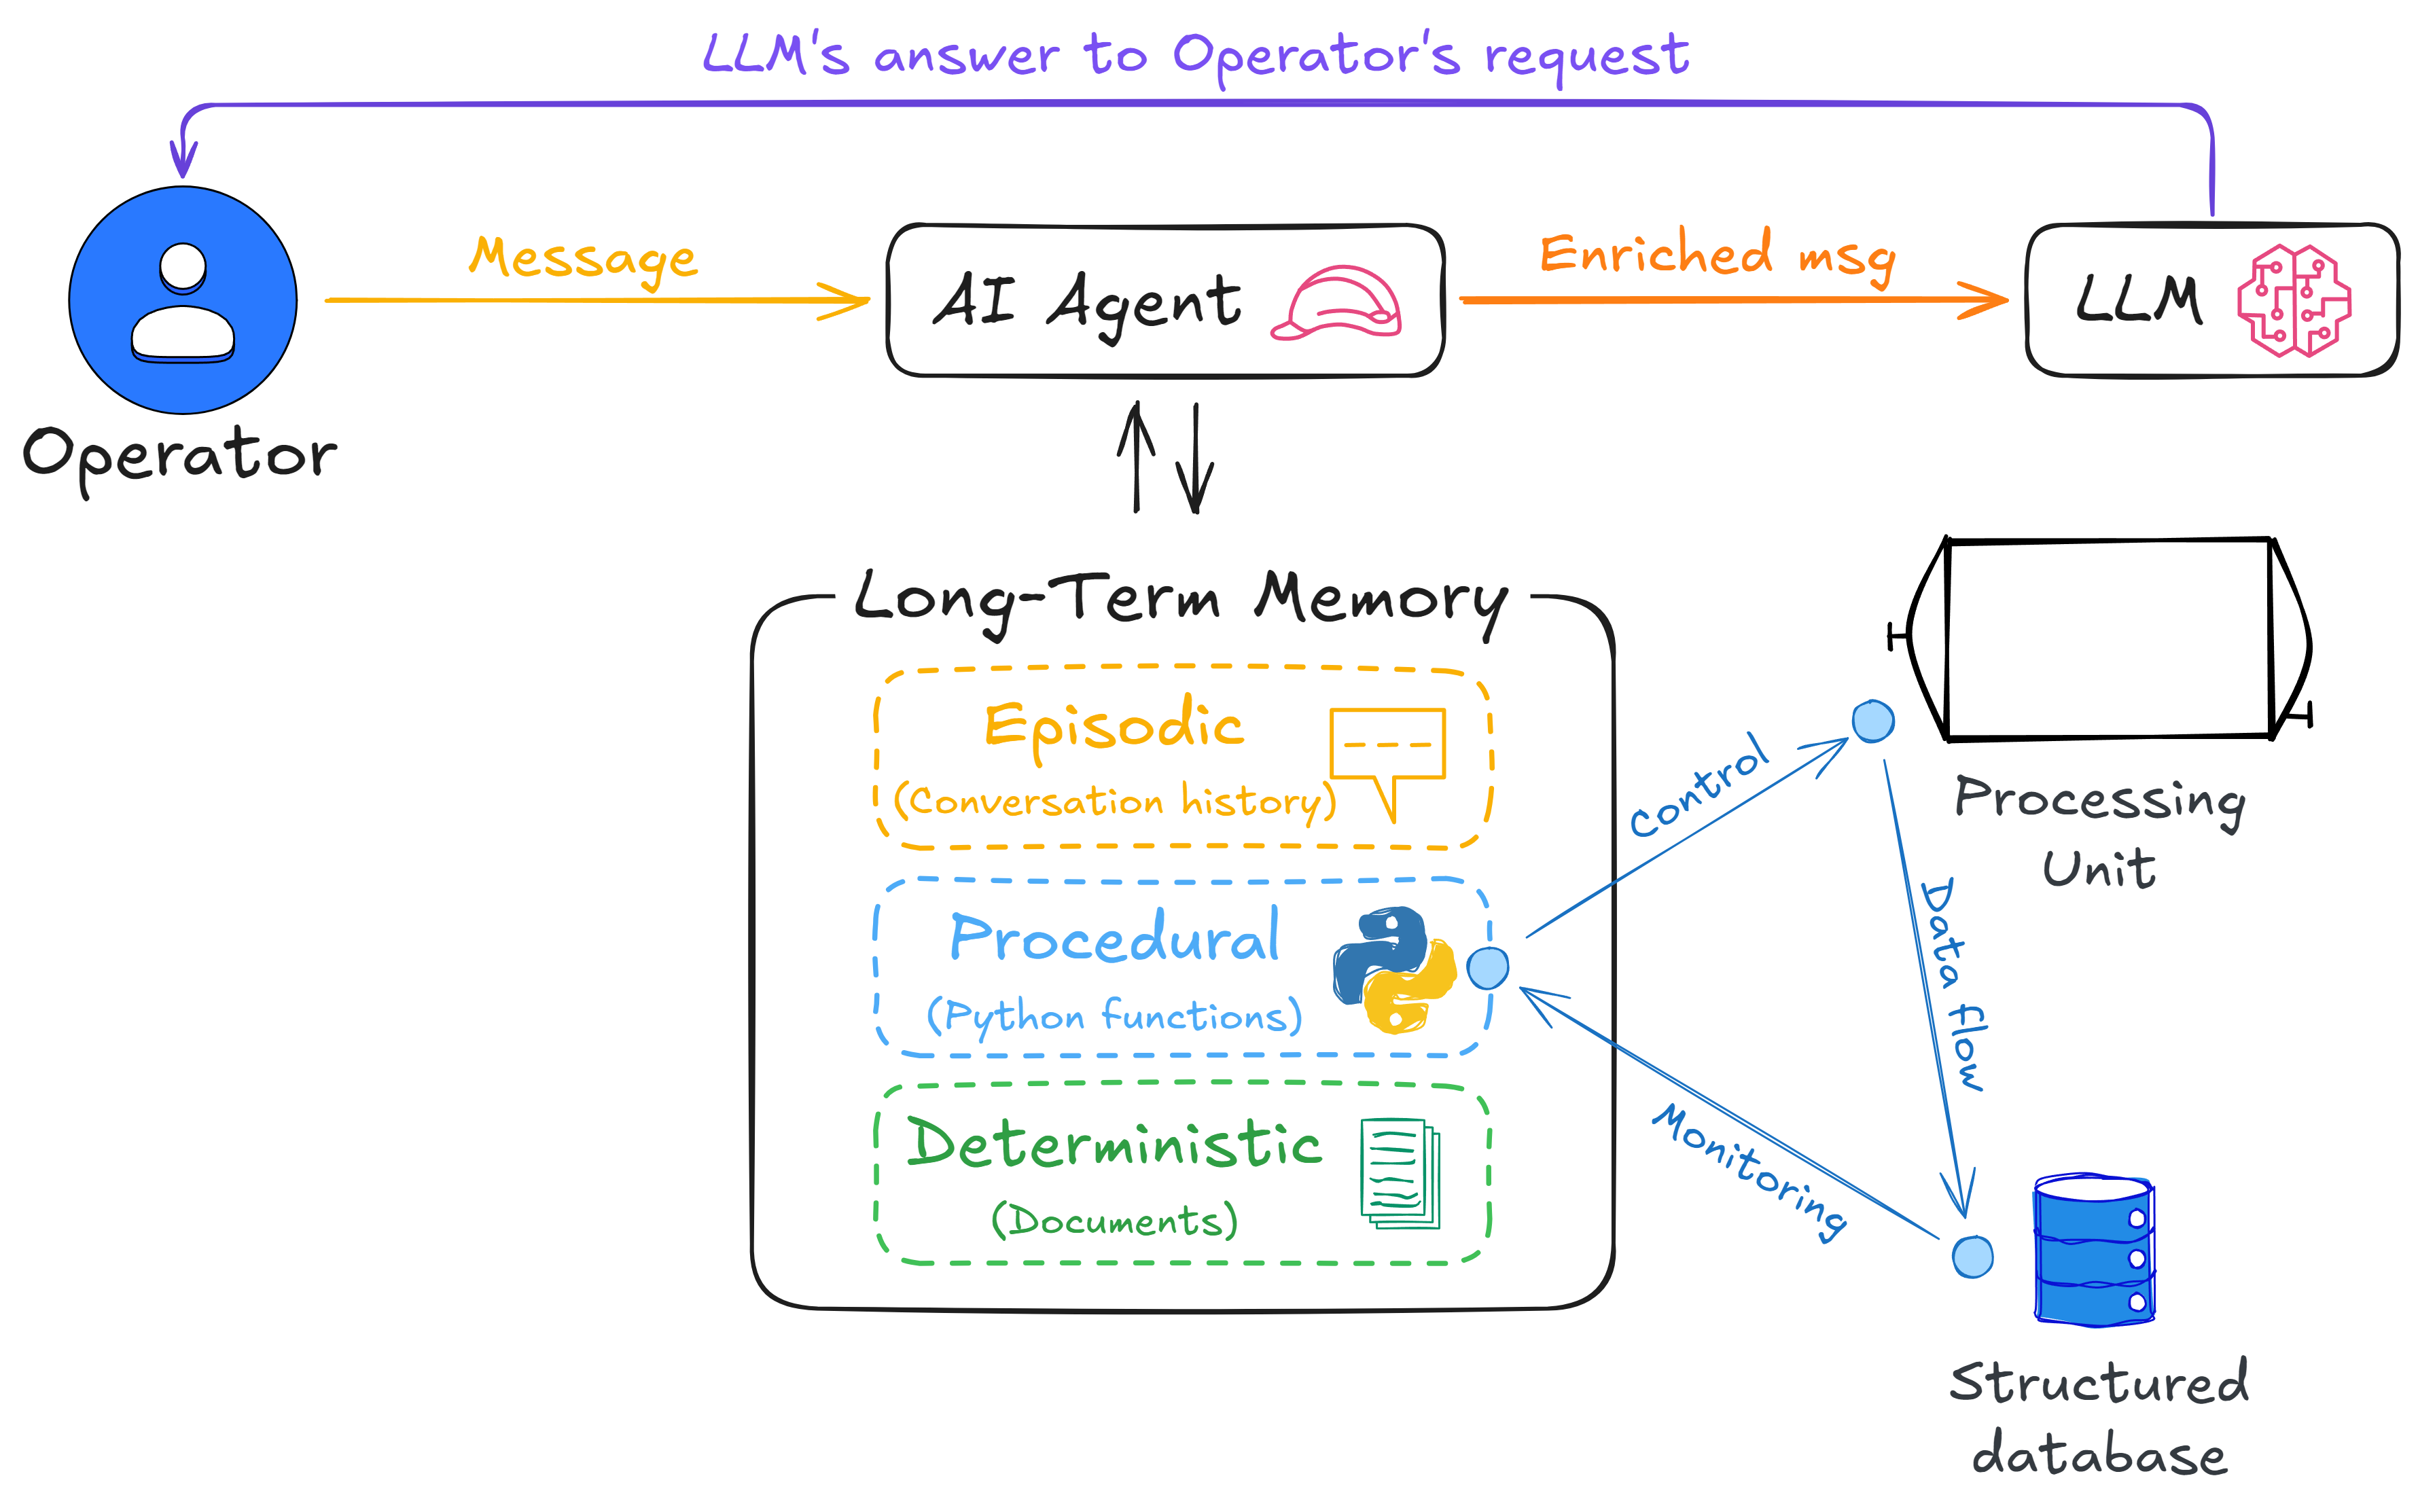 LLM's answer to Operator's request
Message
AI Agent
Enriched msg
LLM
Operator
Long-Term Memory
Episodic
(Conversation history)
Control
Processing
Unit
Procedural
(Python functions)
Data flow
Deterministic
(Documents)
Monitoring
Structured
database